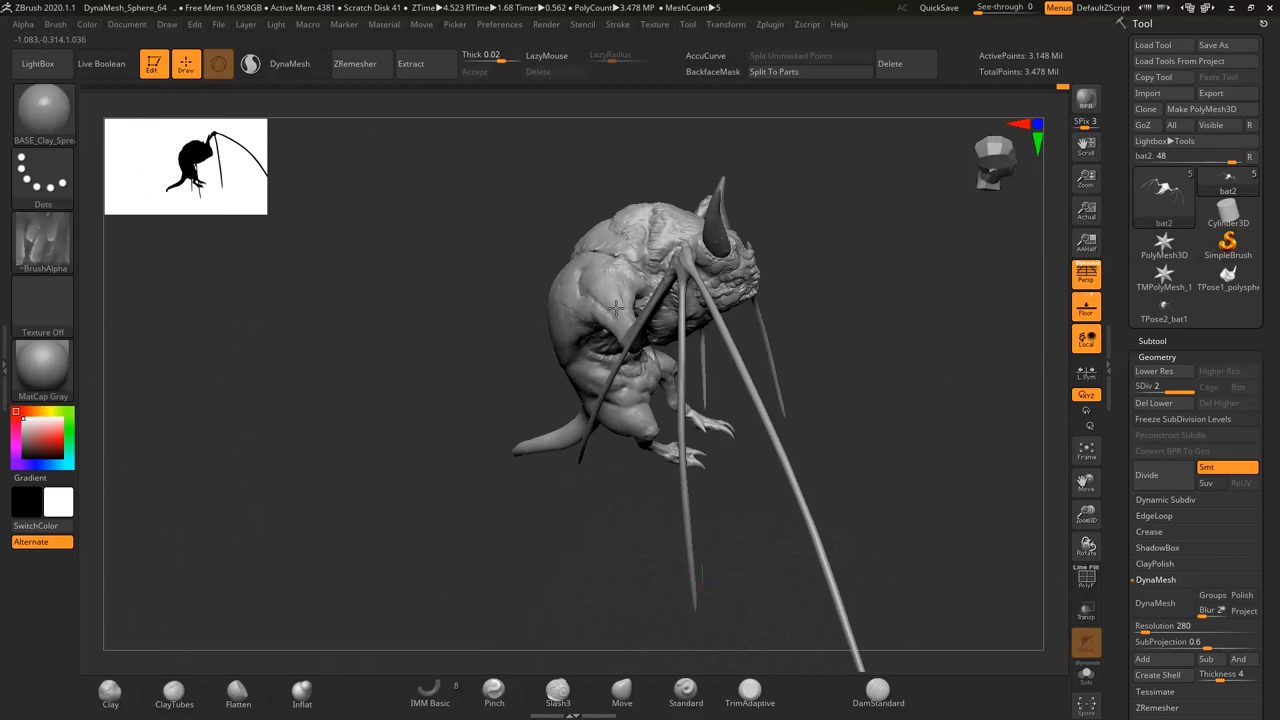 ZBrush 2020.1.1
DynaMesh_Sphere_64
• Free Mem 16.958GB • Active Mem 4381 • Scratch Disk 41 • ZTime▶4.523 RTime▶1.68 Timer▶0.562 • PolyCount▶3.478 MP • MeshCount▶5
AC
QuickSave
See-through 0
Menus
DefaultZScript
Alpha Brush Color Document Draw Edit File Layer Light Macro Marker Material Movie Picker Preferences Render Stencil Stroke Texture Tool Transform Zplugin Zscript Help
-1.083,-0.314,1.036
LightBox
Live Boolean
Edit
Draw
DynaMesh
ZRemesher
Extract
Thick 0.02
Accept
LazyMouse
Delete
LazyRadius
AccuCurve
BackfaceMask
Split Unmasked Points
Split To Parts
Delete
ActivePoints: 3.148 Mil
TotalPoints: 3.478 Mil
BASE_Clay_Spre
Dots
~BrushAlpha
Texture Off
MatCap Gray
Gradient
SwitchColor
Alternate
BPR
SPix 3
Scroll
Zoom
Actual
AAHalf
Dynamic
Persp
Floor
Local
L.Sym
XYZ
Frame
Move
Zoom3D
Rotate
Line Fill
PolyF
Transp
Dynamic
Solo
Xpose
Tool
Load Tool Save As
Load Tools From Project
Copy Tool Paste Tool
Import Export
Clone Make PolyMesh3D
GoZ All Visible R
Lightbox▶Tools
bat2. 48 R
5 5
bat2
bat2
Cylinder3D
PolyMesh3D SimpleBrush
TMPolyMesh_1 TPose1_polysphe
TPose2_bat1
Subtool
Geometry
Lower Res Higher Res
SDiv 2 Cage Rstr
Del Lower Del Higher
Freeze SubDivision Levels
Reconstruct Subdiv
Convert BPR To Geo
Divide
Smt
Suv ReUV
Dynamic Subdiv
EdgeLoop
Crease
ShadowBox
ClayPolish
DynaMesh
DynaMesh
Groups Polish
Blur 2 Project
Resolution 280
SubProjection 0.6
Add Sub And
Create Shell Thickness 4
Tessimate
ZRemesher
Clay
ClayTubes
Flatten
Inflat
IMM Basic
8
Pinch
Slash3
Move
Standard
TrimAdaptive
DamStandard